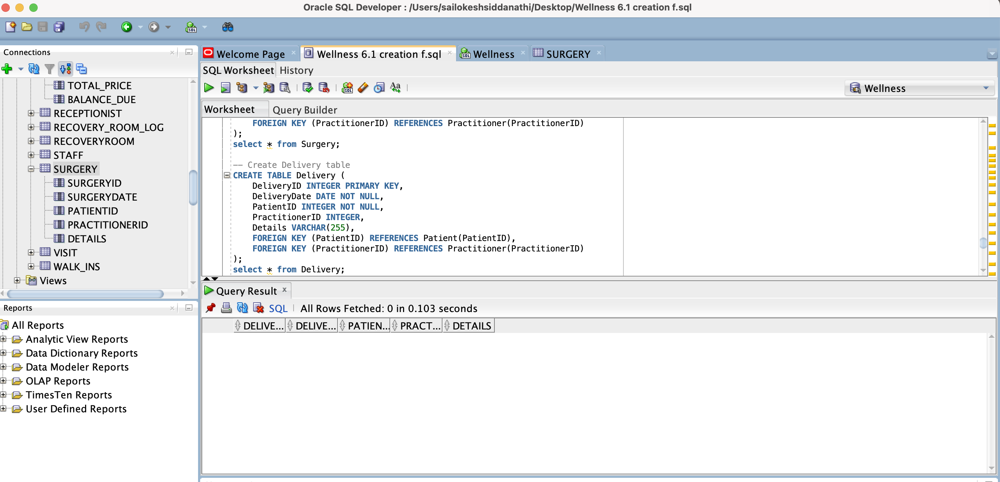 Oracle SQL Developer : /Users/sailokeshsiddanathi/Desktop/Wellness 6.1 creation f.sql
Connections
TOTAL_PRICE
BALANCE_DUE
RECEPTIONIST
RECOVERY_ROOM_LOG
RECOVERYROOM
STAFF
SURGERY
SURGERYID
SURGERYDATE
PATIENTID
PRACTITIONERID
DETAILS
VISIT
WALK_INS
Views
Reports
All Reports
Analytic View Reports
Data Dictionary Reports
Data Modeler Reports
OLAP Reports
TimesTen Reports
User Defined Reports
Welcome Page
Wellness 6.1 creation f.sql
Wellness
SURGERY
SQL Worksheet History
Wellness
Worksheet Query Builder
FOREIGN KEY (PractitionerID) REFERENCES Practitioner(PractitionerID)
);
select * from Surgery;
-- Create Delivery table
CREATE TABLE Delivery (
DeliveryID INTEGER PRIMARY KEY,
DeliveryDate DATE NOT NULL,
PatientID INTEGER NOT NULL,
PractitionerID INTEGER,
Details VARCHAR(255),
FOREIGN KEY (PatientID) REFERENCES Patient(PatientID),
FOREIGN KEY (PractitionerID) REFERENCES Practitioner(PractitionerID)
);
select * from Delivery;
Query Result
SQL | All Rows Fetched: 0 in 0.103 seconds
DELIVE... DELIVE... PATIEN... PRACT... DETAILS